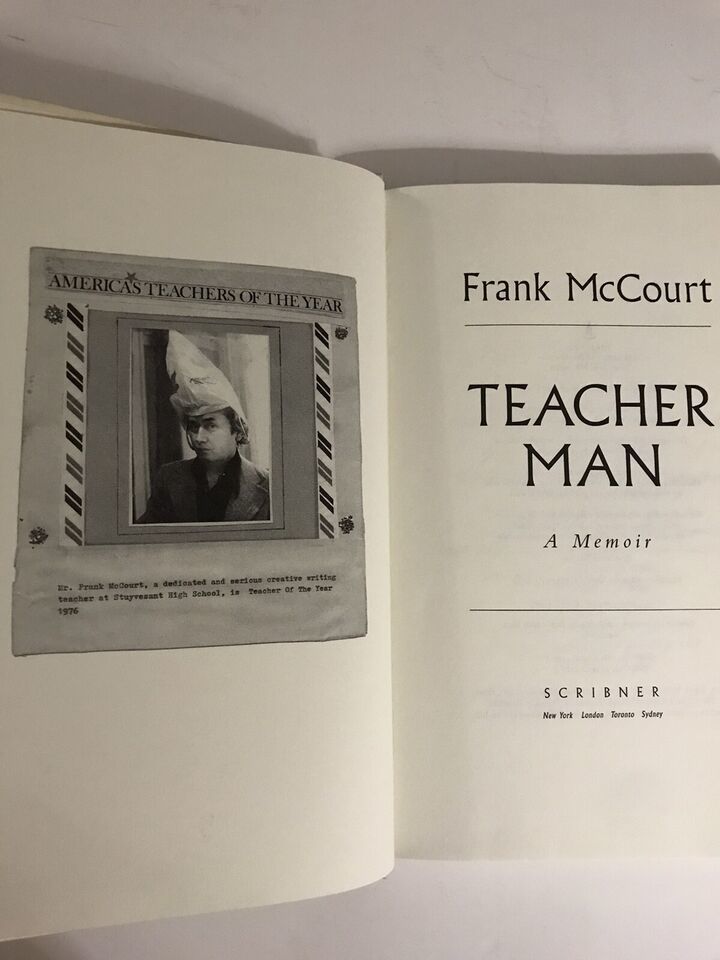 AMERICA'S TEACHERS OF THE YEAR
Mr. Frank McCourt, a dedicated and serious creative writing
teacher at Stuyvesant High School, is Teacher Of The Year
1976
Frank McCourt
TEACHER
MAN
A Memoir
SCRIBNER
New York London Toronto Sydney